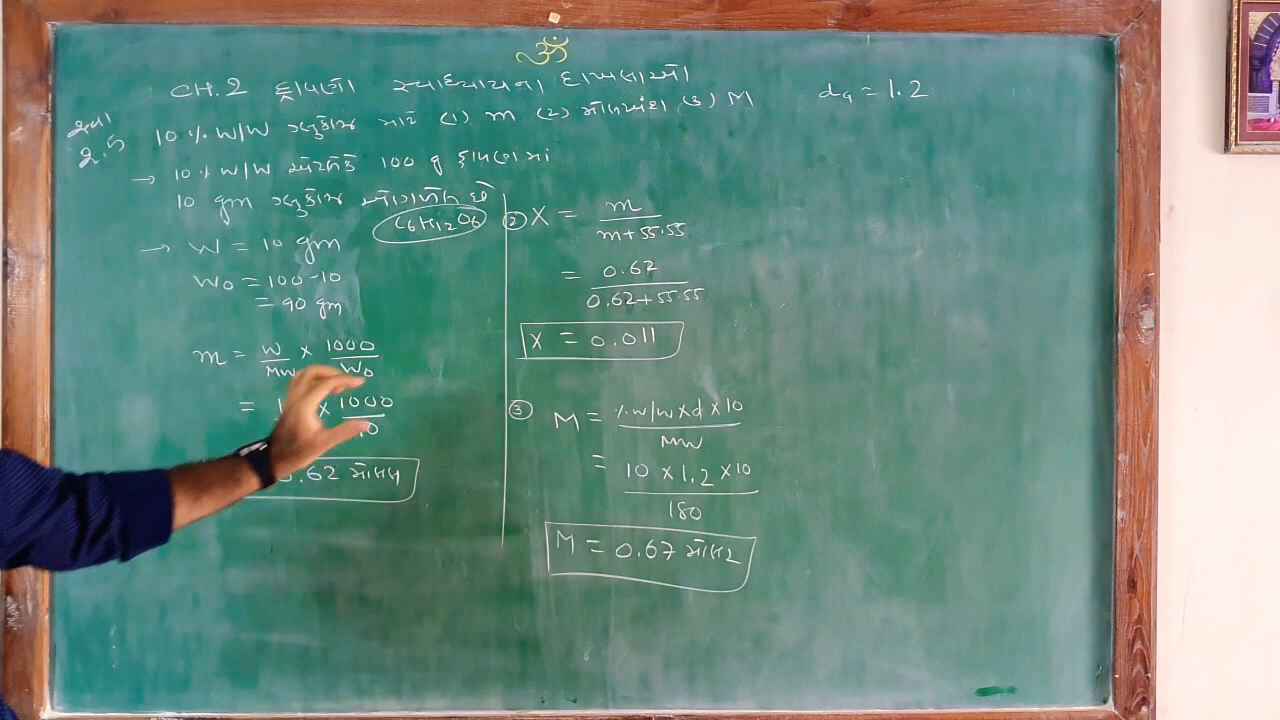 ૐ
CH.2 દ્રાવણો સ્વાધ્યાયના દાખલાઓ
d₄ = 1.2
2.5 10 % W/W ગ્લુકોઝ માટે (1) m (2) મોલઅંશ (3) M
→ 10 % W/W એટલે કે 100 g દ્રાવણમાં
10 gm ગ્લુકોઝ ઓગળેલ છે
C6H12O6
→ W = 10 gm
W₀ = 100-10
= 90 gm
m = W/MW × 1000/W₀
= × 1000/
0.62 મોલલ
② X = m/(m+55.55)
= 0.62/(0.62+55.55)
X = 0.011
③ M = % w/w × d × 10 / MW
= 10 × 1.2 × 10 / 180
M = 0.67 મોલર